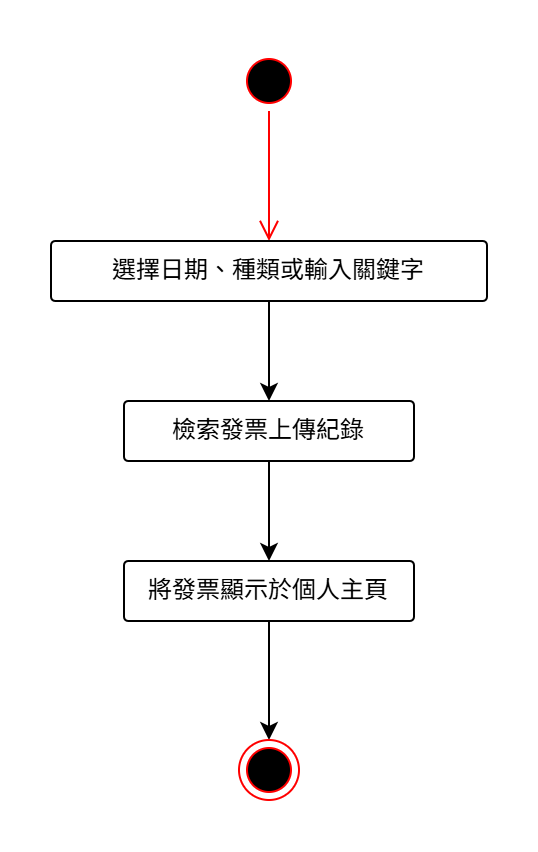 選擇日期、種類或輸入關鍵字
檢索發票上傳紀錄
將發票顯示於個人主頁